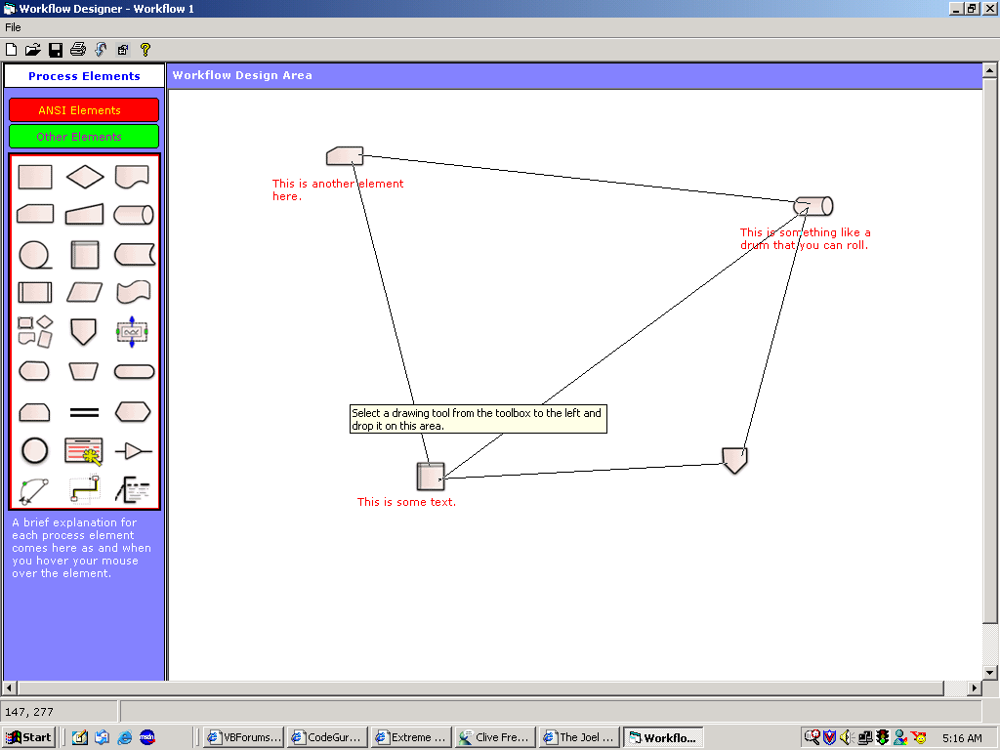 Workflow Designer - Workflow 1
File
Process Elements
Workflow Design Area
ANSI Elements
Other Elements
This is another element
here.
This is something like a
drum that you can roll.
Select a drawing tool from the toolbox to the left and
drop it on this area.
This is some text.
A brief explanation for
each process element
comes here as and when
you hover your mouse
over the element.
147, 277
Start
msdn
VBForums...
CodeGur...
Extreme ...
Clive Fre...
The Joel ...
Workflo...
5:16 AM